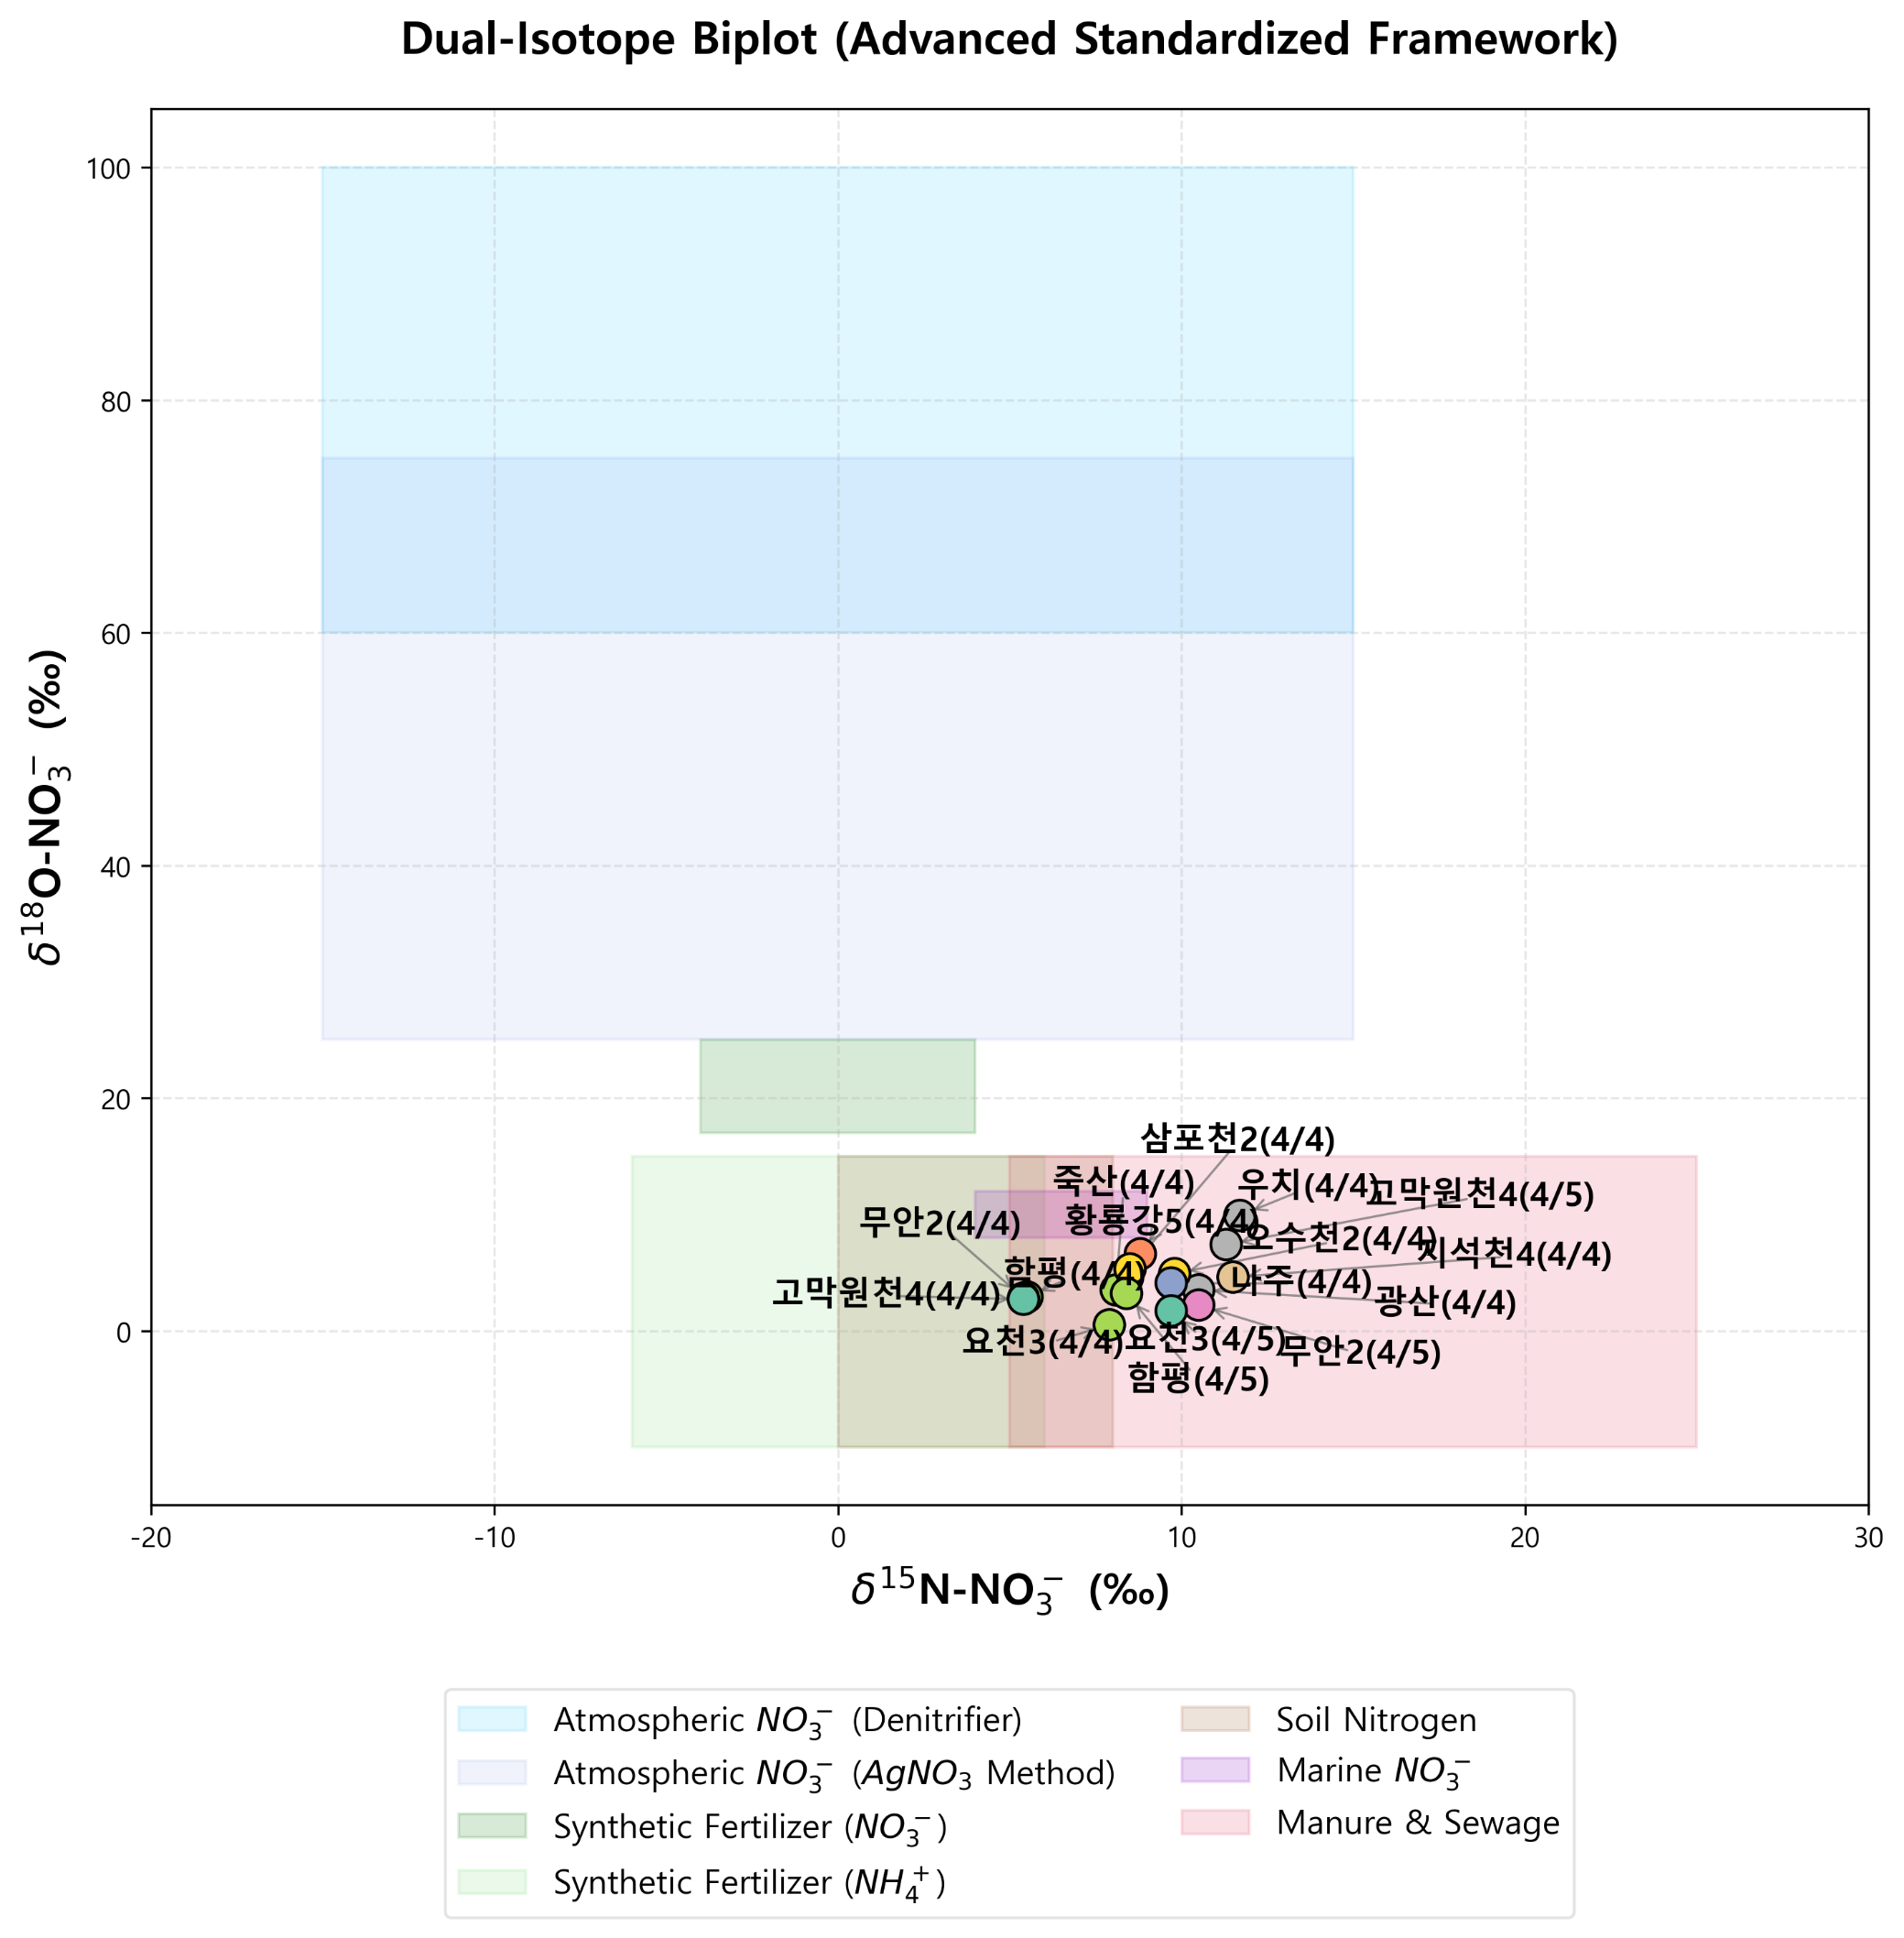 Dual-Isotope Biplot (Advanced Standardized Framework)
100
80
60
40
20
0
δ¹⁸O-NO₃⁻ (‰)
삼포천2(4/4)
죽산(4/4)
우치(4/4)
고막원천4(4/5)
무안2(4/4)
황룡강5(4/4)
오수천2(4/4)
지석천4(4/4)
함평(4/4)
나주(4/4)
고막원천4(4/4)
광산(4/4)
요천3(4/4)
요천3(4/5)
무안2(4/5)
함평(4/5)
-20 -10 0 10 20 30
δ¹⁵N-NO₃⁻ (‰)
Atmospheric NO₃⁻ (Denitrifier)
Atmospheric NO₃⁻ (AgNO₃ Method)
Synthetic Fertilizer (NO₃⁻)
Synthetic Fertilizer (NH₄⁺)
Soil Nitrogen
Marine NO₃⁻
Manure & Sewage